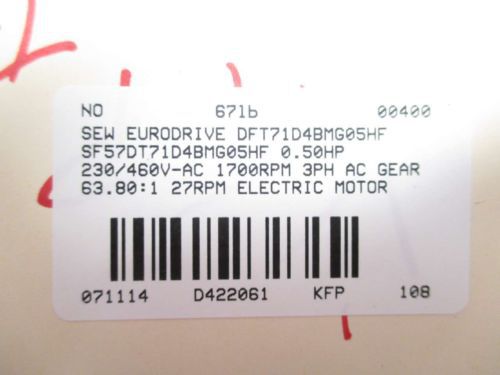 NO 67lb 00400
SEW EURODRIVE DFT71D4BMG05HF
SF57DT71D4BMG05HF 0.50HP
230/460V-AC 1700RPM 3PH AC GEAR
63.80:1 27RPM ELECTRIC MOTOR
071114 D422061 KFP 108